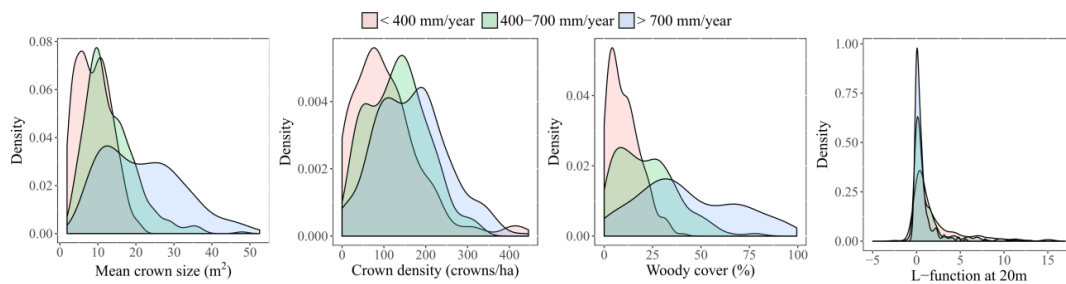 < 400 mm/year 400−700 mm/year > 700 mm/year
Density
0.08
0.06
0.04
0.02
0.00
0 10 20 30 40 50
Mean crown size (m²)
Density
0.004
0.002
0.000
0 100 200 300 400
Crown density (crowns/ha)
Density
0.04
0.02
0.00
0 25 50 75 100
Woody cover (%)
Density
1.00
0.75
0.50
0.25
0.00
−5 0 5 10 15
L−function at 20m